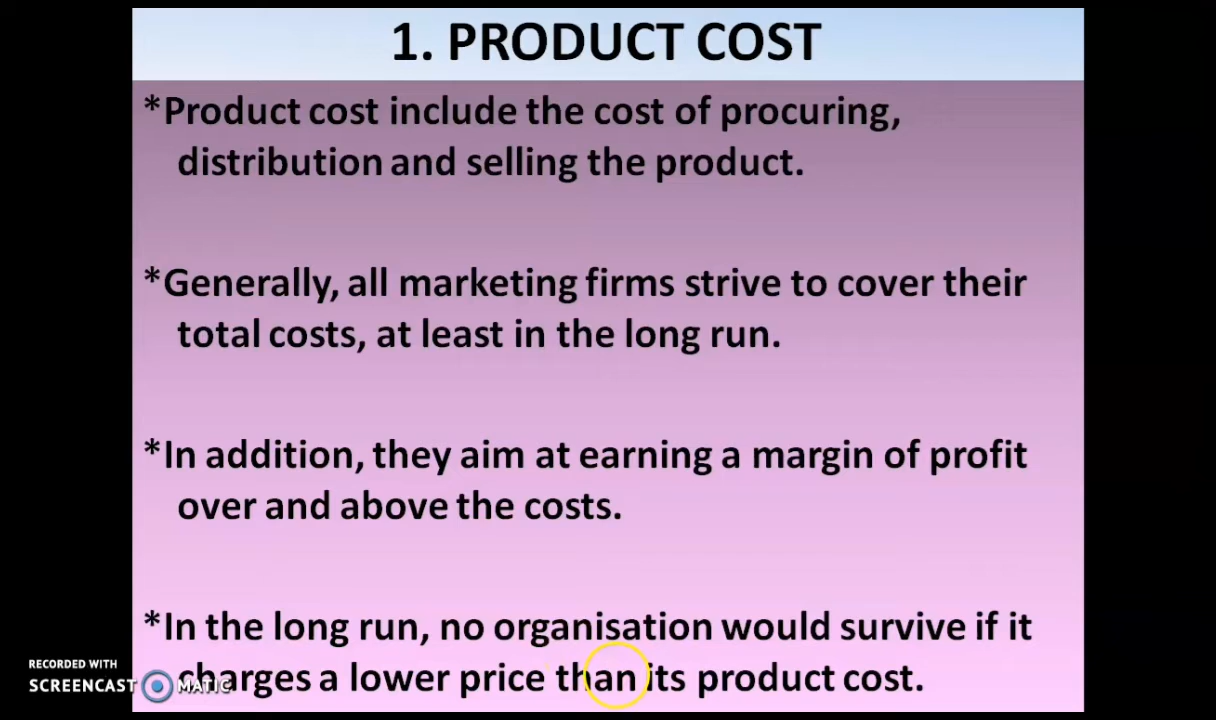 1. PRODUCT COST
*Product cost include the cost of procuring,
distribution and selling the product.
*Generally, all marketing firms strive to cover their
total costs, at least in the long run.
*In addition, they aim at earning a margin of profit
over and above the costs.
*In the long run, no organisation would survive if it
charges a lower price than its product cost.
RECORDED WITH
SCREENCAST MATIC